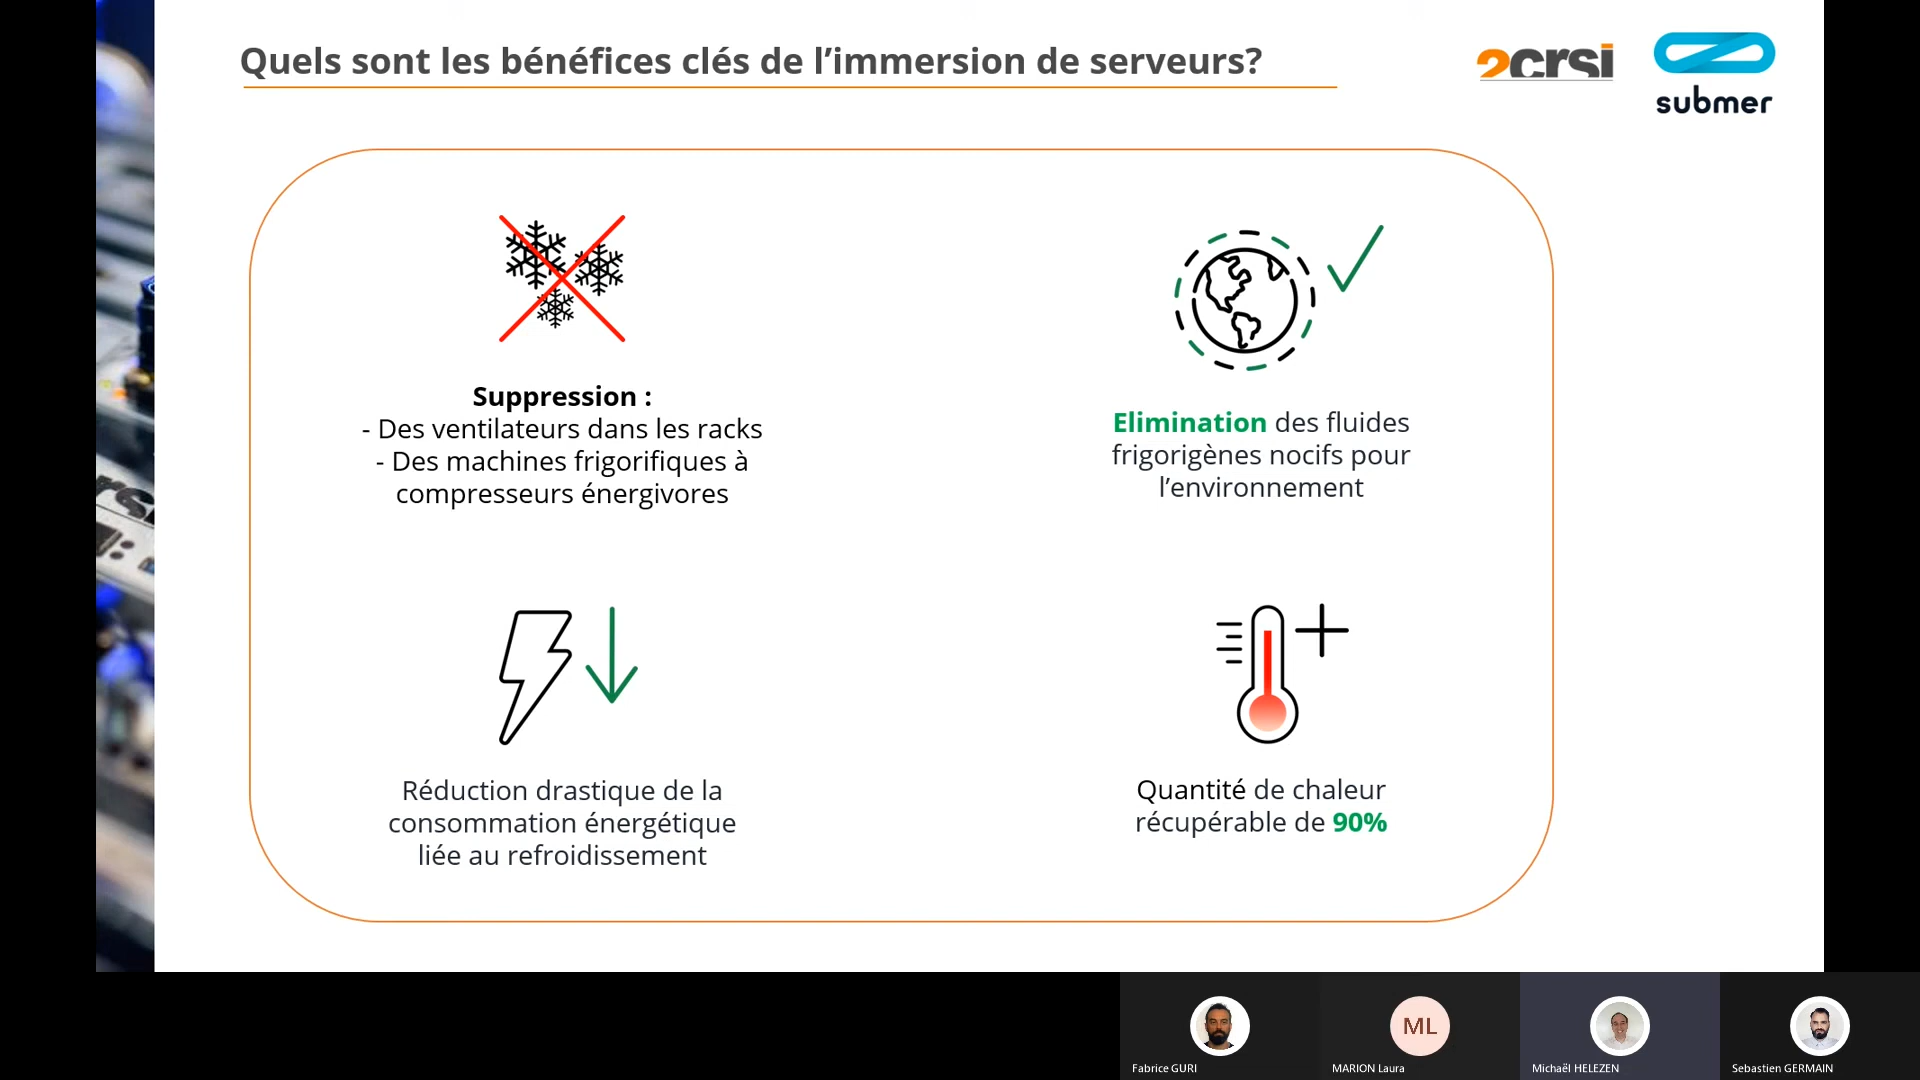 Quels sont les bénéfices clés de l’immersion de serveurs?
2crsi
submer
Suppression :
- Des ventilateurs dans les racks
- Des machines frigorifiques à
compresseurs énergivores
Elimination des fluides
frigorigènes nocifs pour
l’environnement
Réduction drastique de la
consommation énergétique
liée au refroidissement
Quantité de chaleur
récupérable de 90%
ML
Fabrice GURI
MARION Laura
Michaël HELEZEN
Sebastien GERMAIN